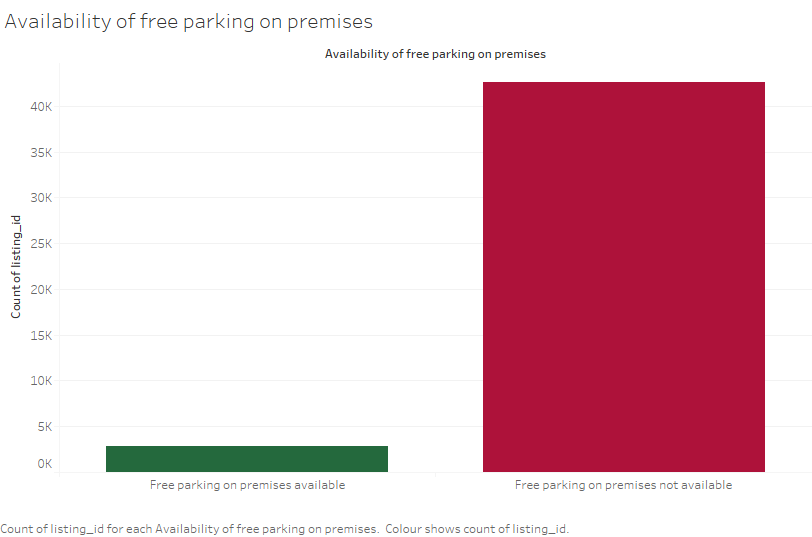 Availability of free parking on premises
Availability of free parking on premises
Count of listing_id
40K
35K
30K
25K
20K
15K
10K
5K
0K
Free parking on premises available
Free parking on premises not available
Count of listing_id for each Availability of free parking on premises.  Colour shows count of listing_id.